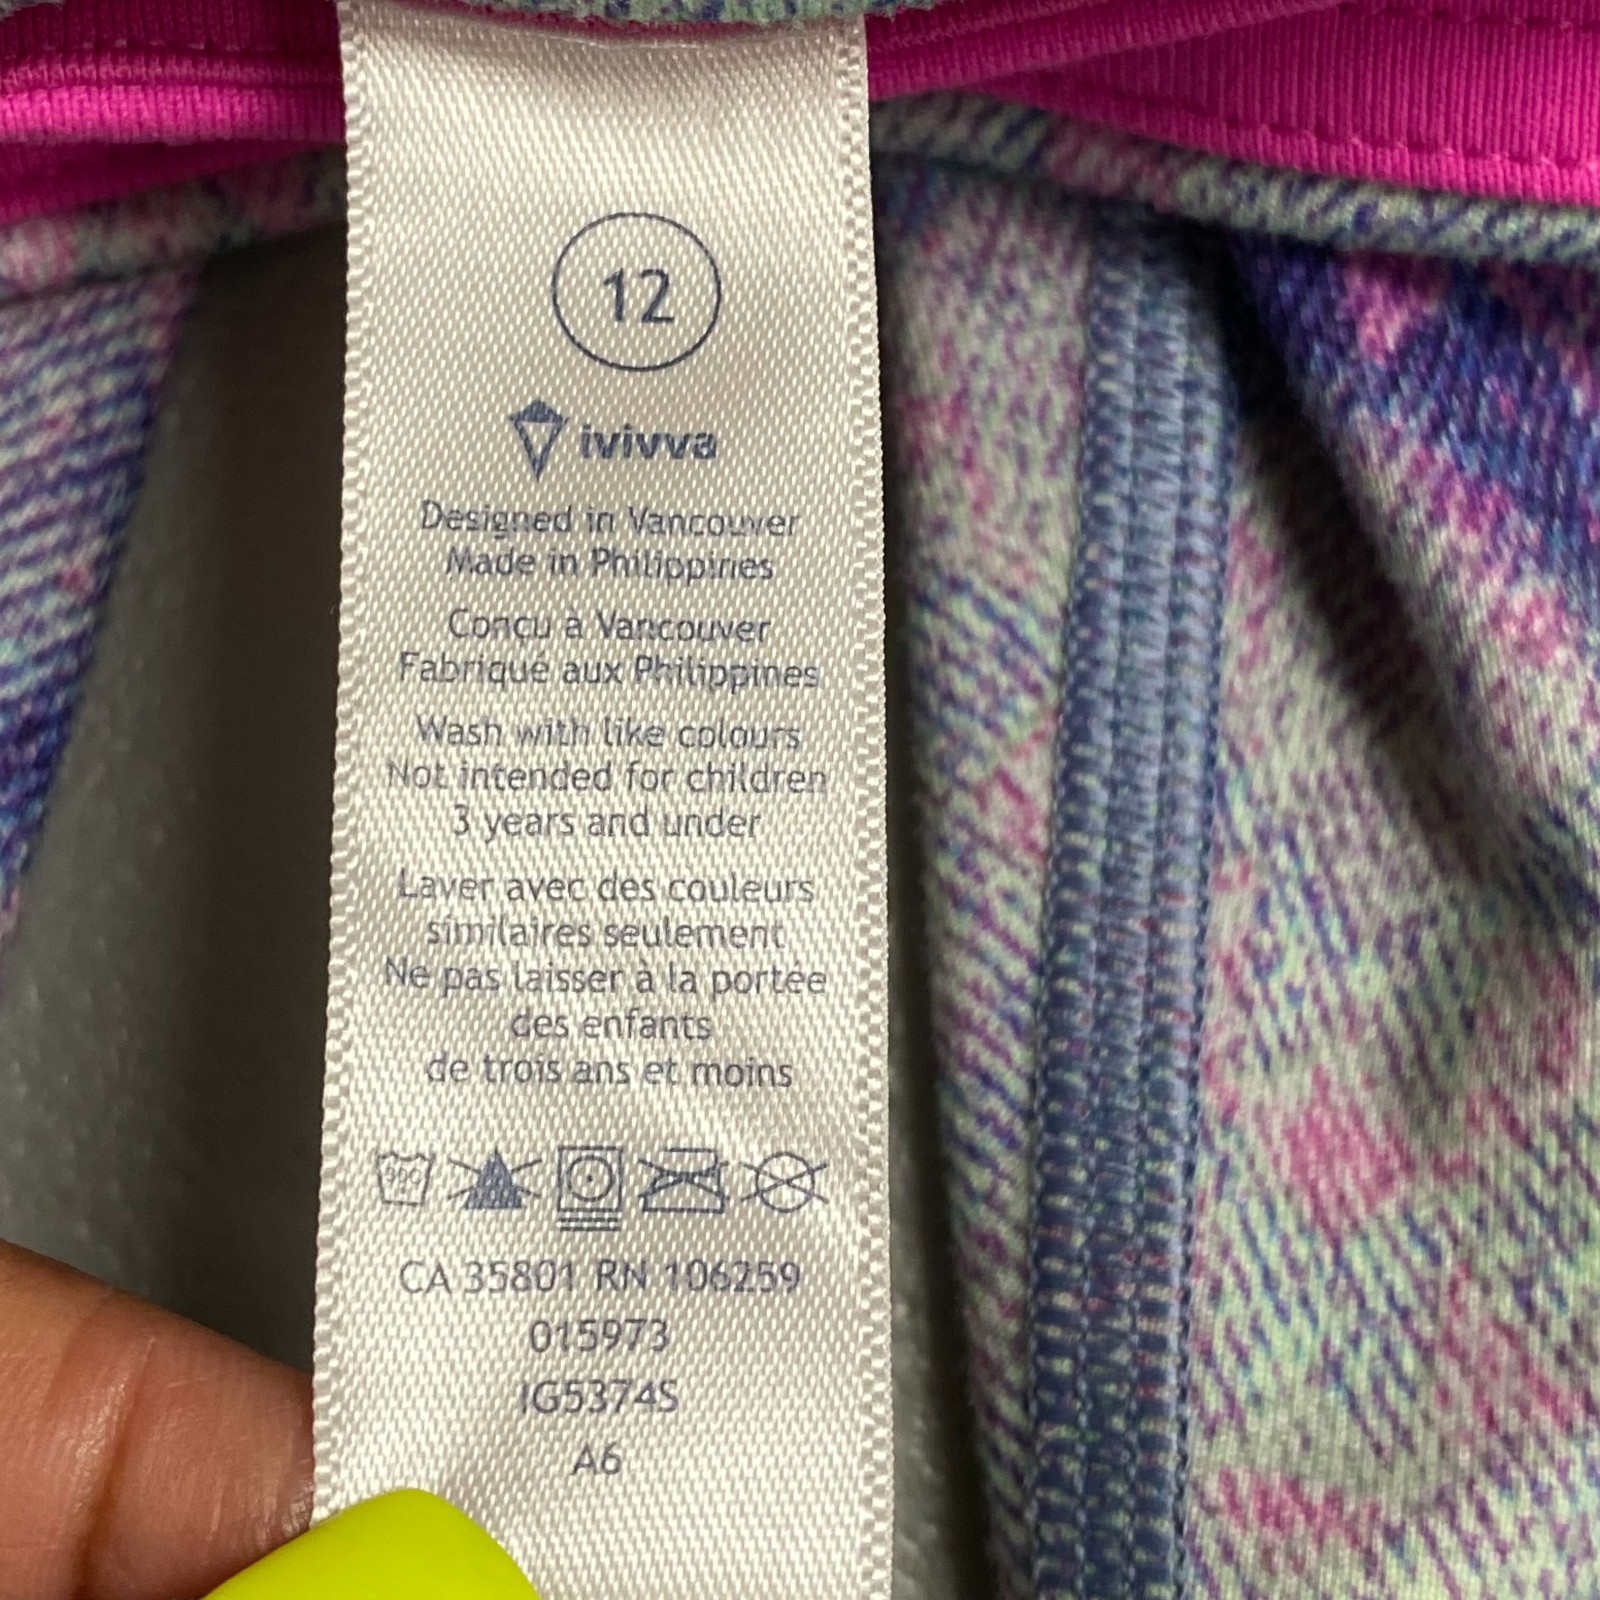 12
ivivva
Designed in Vancouver
Made in Philippines
Conçu à Vancouver
Fabriqué aux Philippines
Wash with like colours
Not intended for children
3 years and under
Laver avec des couleurs
similaires seulement
Ne pas laisser à la portée
des enfants
de trois ans et moins
CA 35801 RN 106259
015973
IG5374S
A6